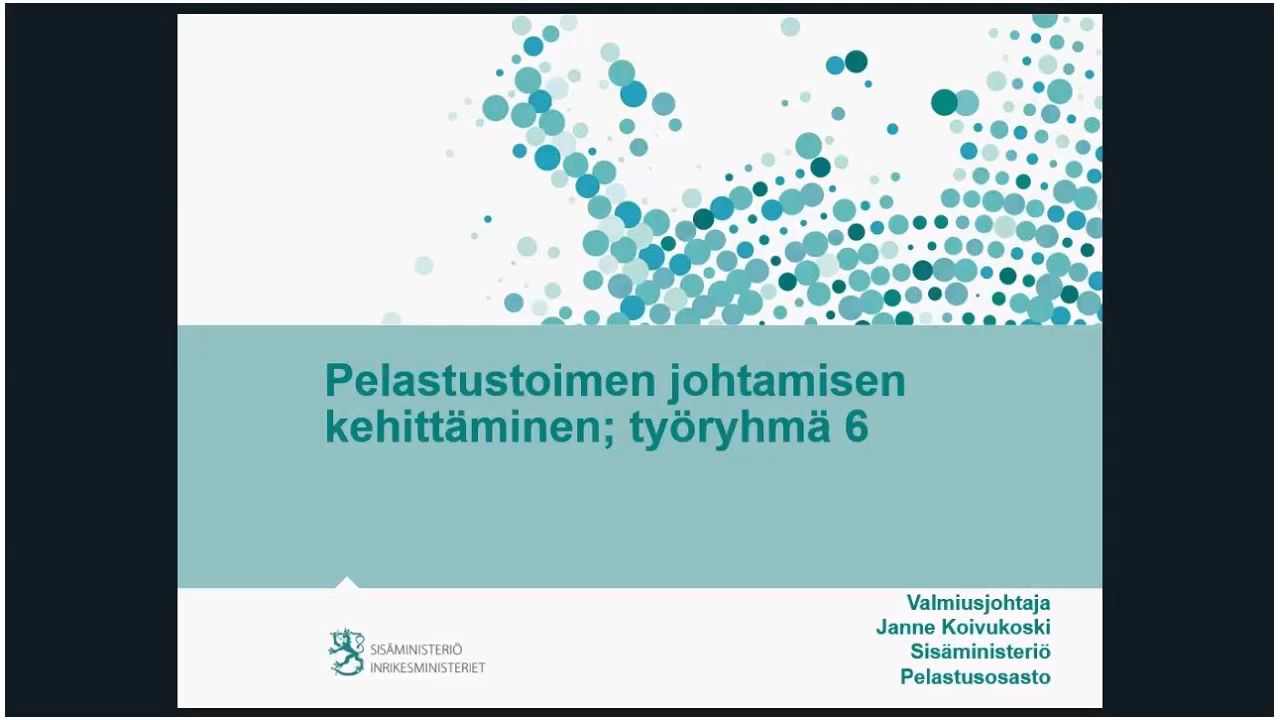 Pelastustoimen johtamisen
kehittäminen; työryhmä 6
Valmiusjohtaja
Janne Koivukoski
Sisäministeriö
Pelastusosasto
SISÄMINISTERIÖ
INRIKESMINISTERIET